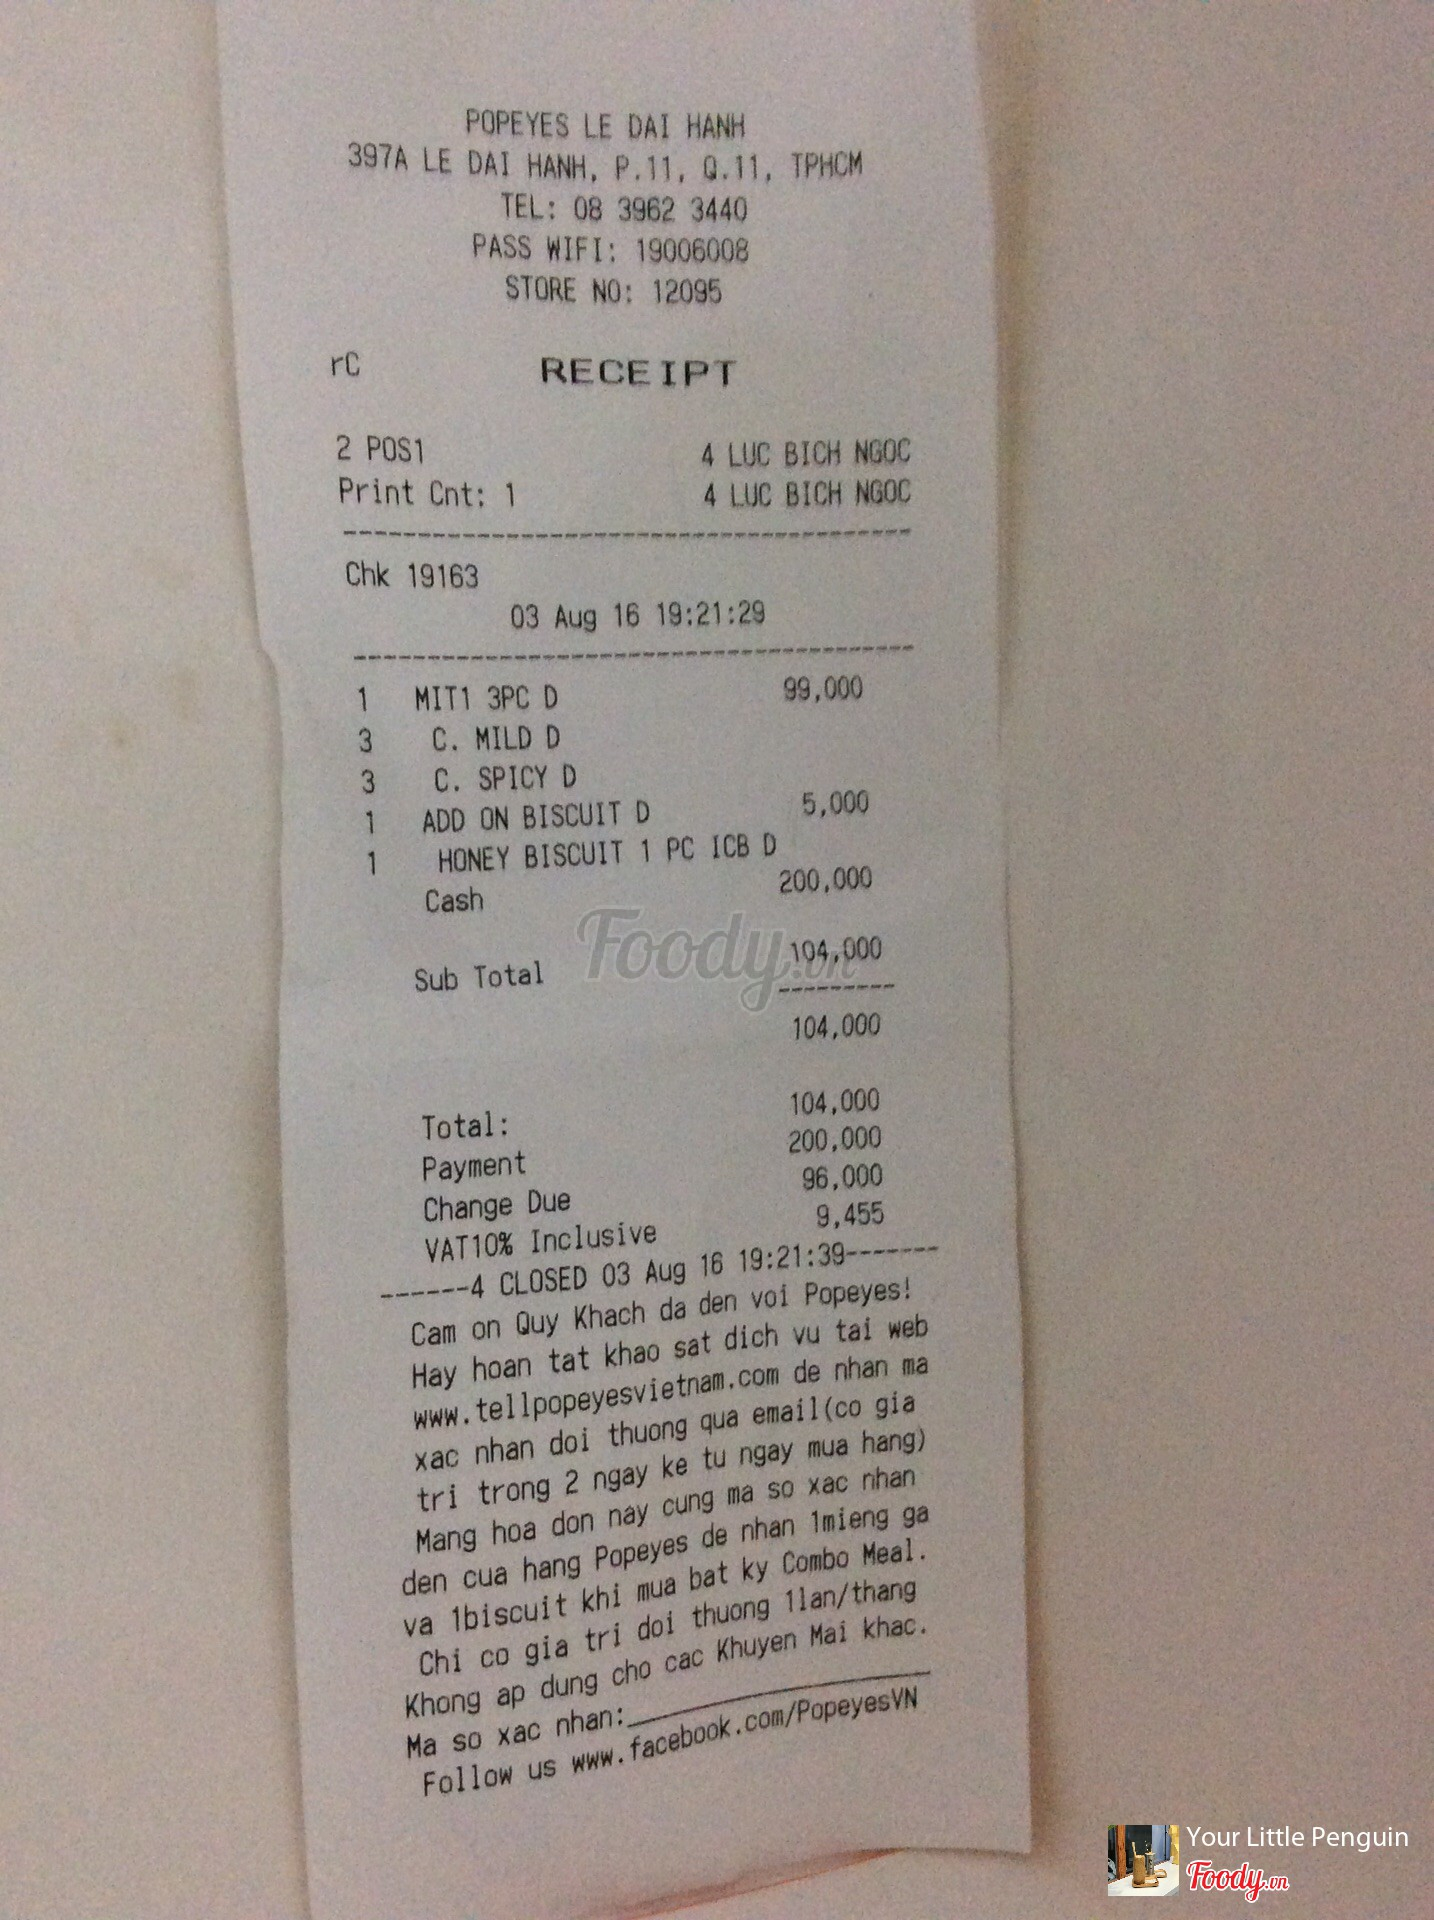 POPEYES LE DAI HANH
397A LE DAI HANH, P.11, Q.11, TPHCM
TEL: 08 3962 3440
PASS WIFI: 19006008
STORE NO: 12095
rC RECEIPT
2 POS1 4 LUC BICH NGOC
Print Cnt: 1 4 LUC BICH NGOC
Chk 19163
03 Aug 16 19:21:29
1 MIT1 3PC D 99,000
3 C. MILD D
3 C. SPICY D
1 ADD ON BISCUIT D 5,000
1 HONEY BISCUIT 1 PC ICB D
Cash 200,000
Sub Total 104,000
104,000
Total: 104,000
Payment 200,000
Change Due 96,000
VAT10% Inclusive 9,455
------4 CLOSED 03 Aug 16 19:21:39-------
Cam on Quy Khach da den voi Popeyes!
Hay hoan tat khao sat dich vu tai web
www.tellpopeyesvietnam.com de nhan ma
xac nhan doi thuong qua email(co gia
tri trong 2 ngay ke tu ngay mua hang)
Mang hoa don nay cung ma so xac nhan
den cua hang Popeyes de nhan 1mieng ga
va 1biscuit khi mua bat ky Combo Meal.
Chi co gia tri doi thuong 1lan/thang
Khong ap dung cho cac Khuyen Mai khac.
Ma so xac nhan:
Follow us www.facebook.com/PopeyesVN
Foody.vn
Your Little Penguin
Foody.vn